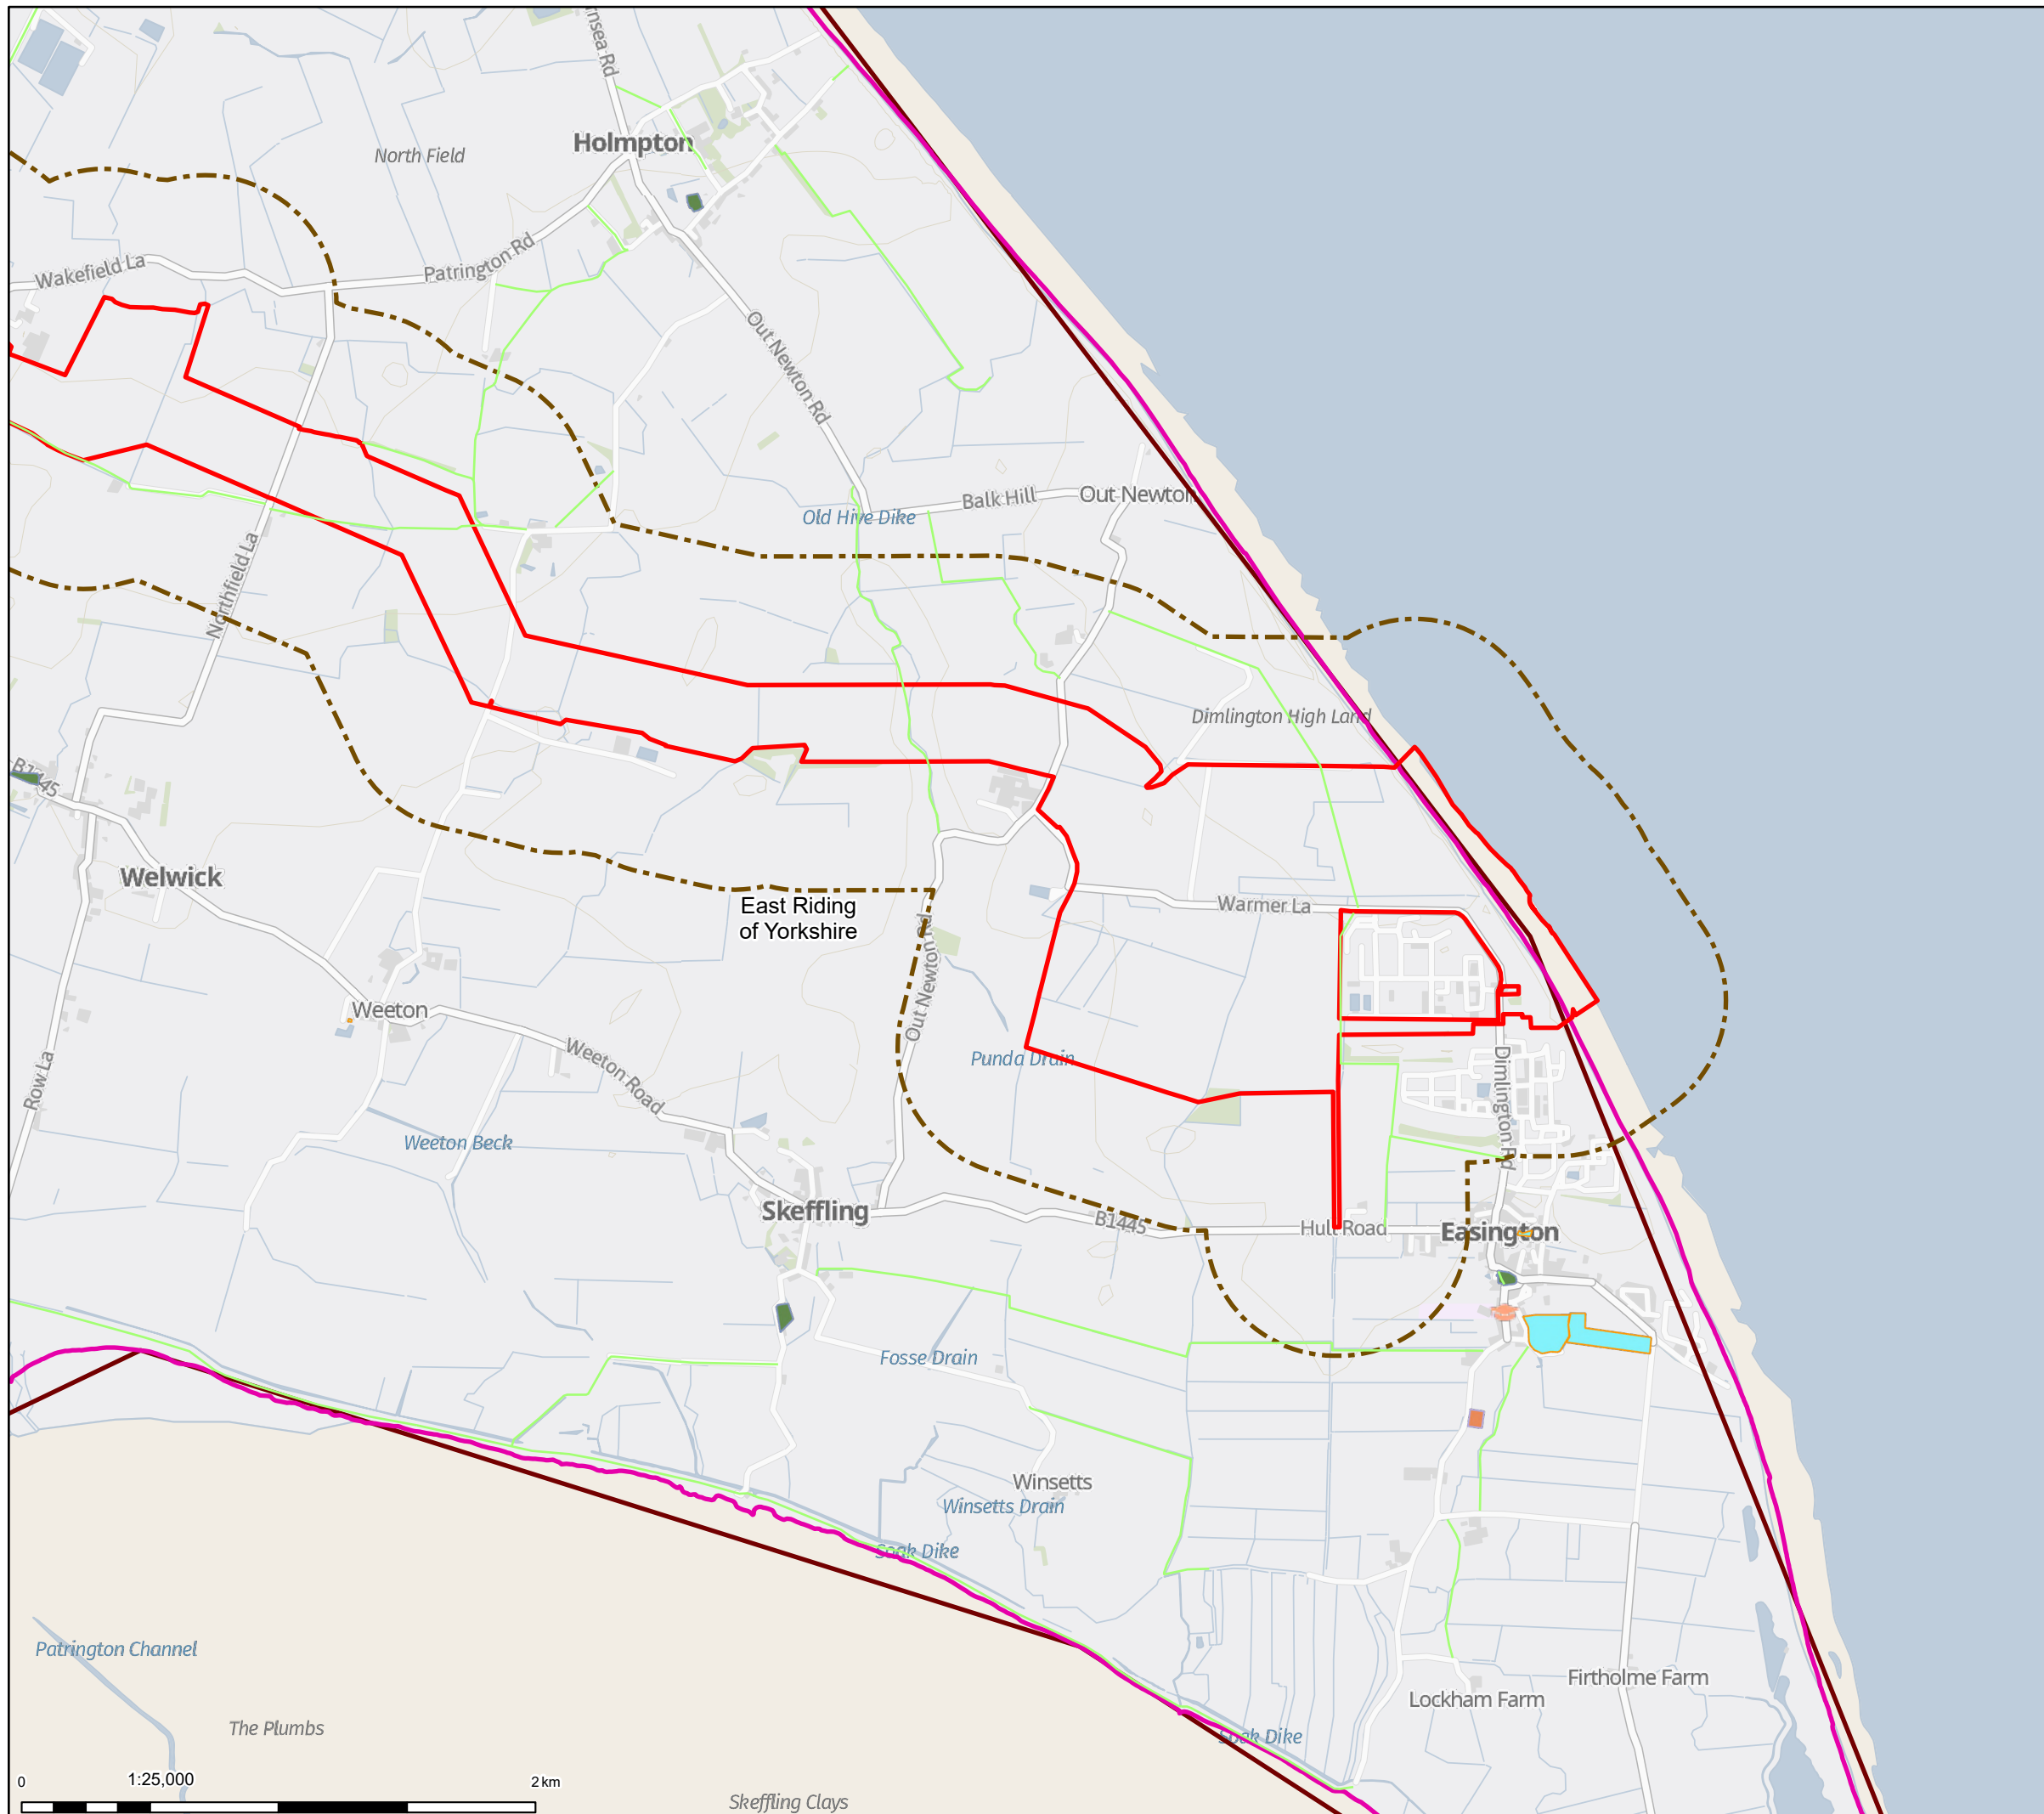 rnsea Rd
Holmpton
North Field
Wakefield La
Patrington Rd
Out Newton Rd
Balk Hill
Out Newton
Old Hive Dike
Northfield La
Dimlington High Land
B1445
Welwick
East Riding
of Yorkshire
Warmer La
Out Newton Rd
Weeton
Weeton Road
Punda Drain
Row La
Dimlington Rd
Weeton Beck
Skeffling
B1445
Hull Road
Easington
Fosse Drain
Winsetts
Winsetts Drain
Soak Dike
Patrington Channel
Firtholme Farm
Lockham Farm
The Plumbs
Soak Dike
0 1:25,000 2 km
Skeffling Clays